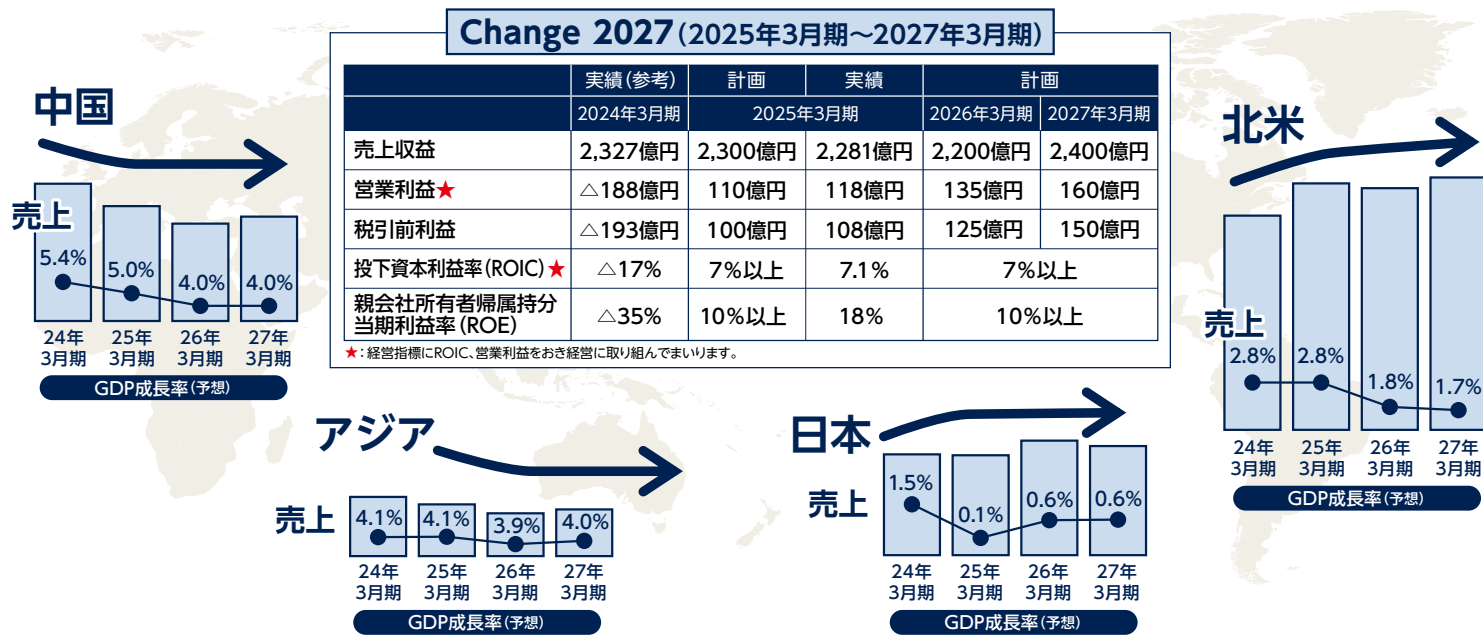 Change 2027(2025年3月期～2027年3月期)
実績(参考) 計画 実績 計画
2024年3月期 2025年3月期 2026年3月期 2027年3月期
売上収益 2,327億円 2,300億円 2,281億円 2,200億円 2,400億円
営業利益★ △188億円 110億円 118億円 135億円 160億円
税引前利益 △193億円 100億円 108億円 125億円 150億円
投下資本利益率(ROIC)★ △17% 7%以上 7.1% 7%以上
親会社所有者帰属持分
当期利益率(ROE) △35% 10%以上 18% 10%以上
★：経営指標にROIC、営業利益をおき経営に取り組んでまいります。
中国
売上
5.4% 5.0% 4.0% 4.0%
24年 25年 26年 27年
3月期 3月期 3月期 3月期
GDP成長率(予想)
北米
売上
2.8% 2.8% 1.8% 1.7%
24年 25年 26年 27年
3月期 3月期 3月期 3月期
GDP成長率(予想)
アジア
売上
4.1% 4.1% 3.9% 4.0%
24年 25年 26年 27年
3月期 3月期 3月期 3月期
GDP成長率(予想)
日本
売上
1.5% 0.1% 0.6% 0.6%
24年 25年 26年 27年
3月期 3月期 3月期 3月期
GDP成長率(予想)